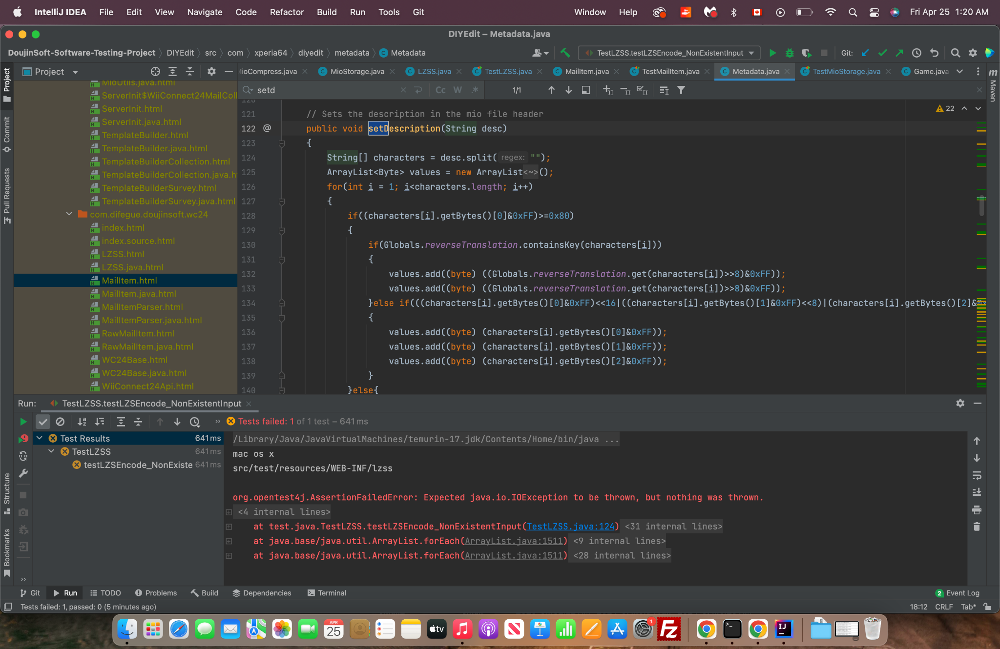 IntelliJ IDEA File Edit View Navigate Code Refactor Build Run Tools Git Window Help Fri Apr 25 1:20 AM
DIYEdit – Metadata.java
DoujinSoft-Software-Testing-Project DIYEdit src com xperia64 diyedit metadata Metadata TestLZSS.testLZSEncode_NonExistentInput Git:
Project ioCompress.java MioStorage.java LZSS.java TestLZSS.java MailItem.java TestMailItem.java Metadata.java TestMioStorage.java Game.java
setd Cc W .* 1/1
Project
Commit
Pull Requests
Structure
Bookmarks
Maven
MioUtils.java.html
ServerInit$WiiConnect24MailColl
ServerInit.html
ServerInit.java.html
TemplateBuilder.html
TemplateBuilder.java.html
TemplateBuilderCollection.html
TemplateBuilderCollection.java.h
TemplateBuilderSurvey.html
TemplateBuilderSurvey.java.html
com.difegue.doujinsoft.wc24
index.html
index.source.html
LZSS.html
LZSS.java.html
MailItem.html
MailItem.java.html
MailItemParser.html
MailItemParser.java.html
RawMailItem.html
RawMailItem.java.html
WC24Base.html
WC24Base.java.html
WiiConnect24Api.html
22
120
121 // Sets the description in the mio file header
122 @ public void setDescription(String desc)
123 {
124 String[] characters = desc.split( regex: "");
125 ArrayList<Byte> values = new ArrayList<~>();
126 for(int i = 1; i<characters.length; i++)
127 {
128 if((characters[i].getBytes()[0]&0xFF)>=0x80)
129 {
130 if(Globals.reverseTranslation.containsKey(characters[i]))
131 {
132 values.add((byte) ((Globals.reverseTranslation.get(characters[i])>>8)&0xFF));
133 values.add((byte) ((Globals.reverseTranslation.get(characters[i])>>8)&0xFF));
134 }else if(((characters[i].getBytes()[0]&0xFF)<<16|((characters[i].getBytes()[1]&0xFF)<<8)|(characters[i].getBytes()[2]&0x
135 {
136 values.add((byte) (characters[i].getBytes()[0]&0xFF));
137 values.add((byte) (characters[i].getBytes()[1]&0xFF));
138 values.add((byte) (characters[i].getBytes()[2]&0xFF));
139 }
140 }else{
Run: TestLZSS.testLZSEncode_NonExistentInput
Tests failed: 1 of 1 test – 641 ms
Test Results 641 ms
TestLZSS 641 ms
testLZSEncode_NonExiste 641 ms
/Library/Java/JavaVirtualMachines/temurin-17.jdk/Contents/Home/bin/java ...
mac os x
src/test/resources/WEB-INF/lzss
org.opentest4j.AssertionFailedError: Expected java.io.IOException to be thrown, but nothing was thrown.
<4 internal lines>
at test.java.TestLZSS.testLZSEncode_NonExistentInput(TestLZSS.java:124) <31 internal lines>
at java.base/java.util.ArrayList.forEach(ArrayList.java:1511) <9 internal lines>
at java.base/java.util.ArrayList.forEach(ArrayList.java:1511) <28 internal lines>
Git Run TODO Problems Build Dependencies Terminal 2 Event Log
Tests failed: 1, passed: 0 (5 minutes ago) 18:12 CRLF Tab*
APR
25
tv
1
Fz
IJ